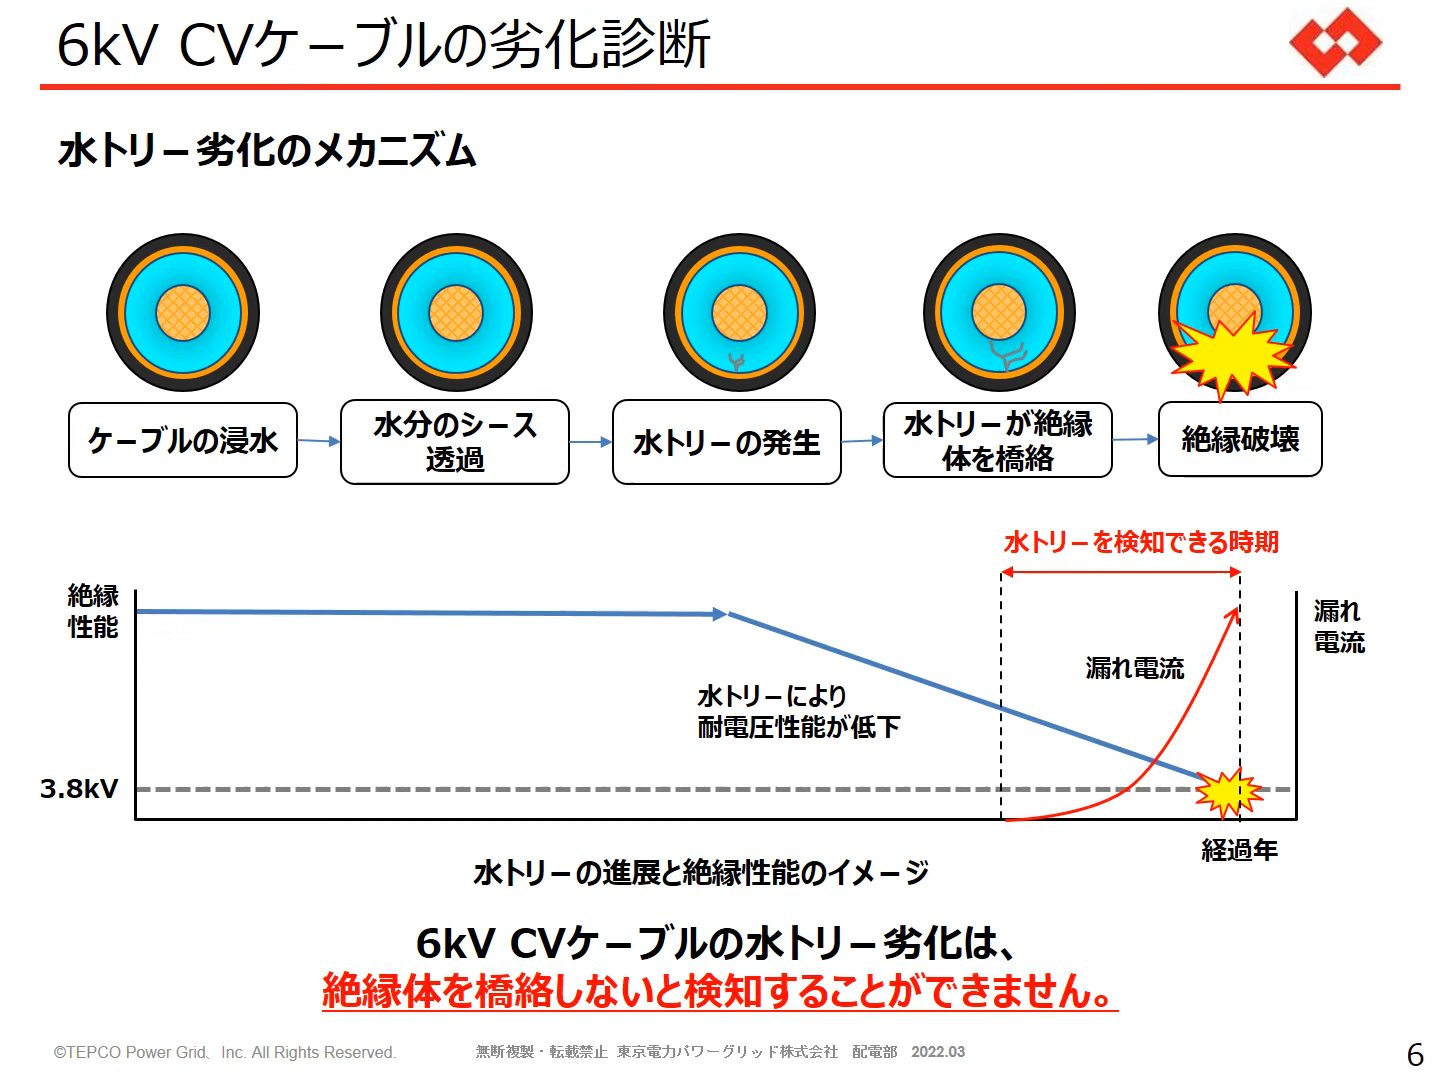 6kV CVケーブルの劣化診断
水トリー劣化のメカニズム
ケーブルの浸水
水分のシース
透過
水トリーの発生
水トリーが絶縁
体を橋絡
絶縁破壊
水トリーを検知できる時期
絶縁
性能
漏れ
電流
漏れ電流
水トリーにより
耐電圧性能が低下
3.8kV
経過年
水トリーの進展と絶縁性能のイメージ
6kV CVケーブルの水トリー劣化は、
絶縁体を橋絡しないと検知することができません。
©TEPCO Power Grid、Inc. All Rights Reserved.
無断複製・転載禁止 東京電力パワーグリッド株式会社 配電部 2022.03
6